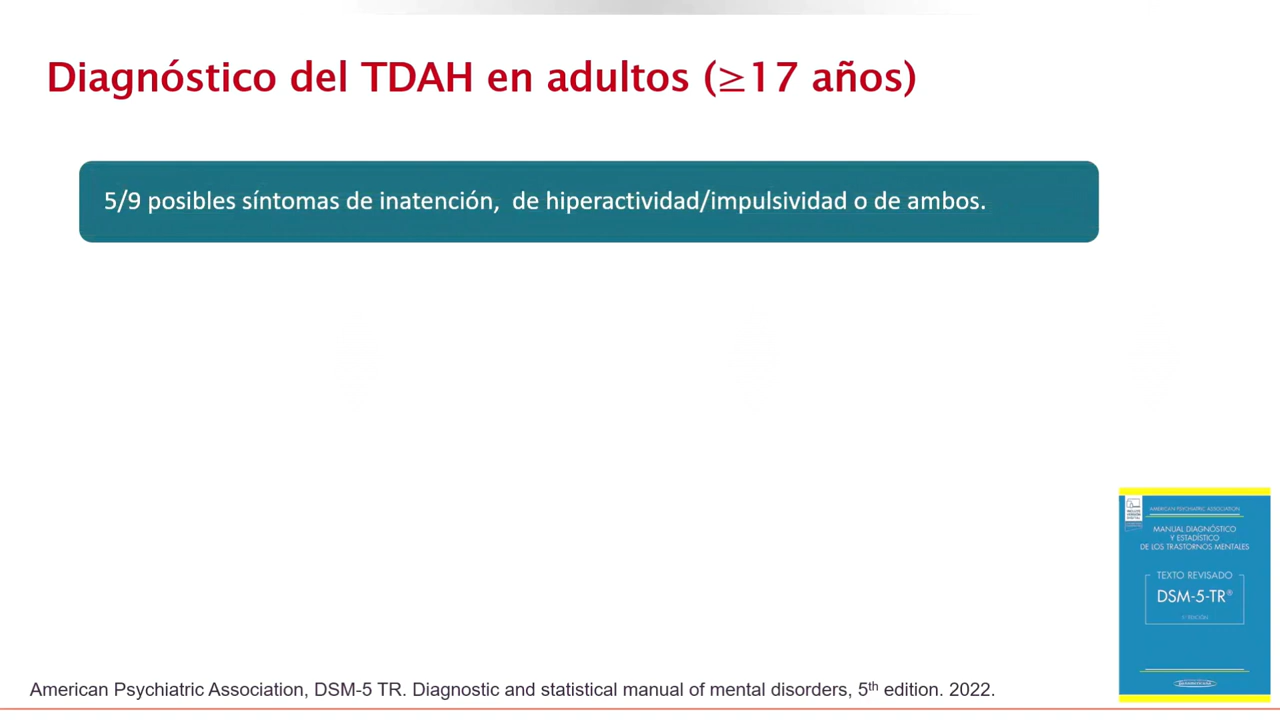 Diagnóstico del TDAH en adultos (≥17 años)
5/9 posibles síntomas de inatención, de hiperactividad/impulsividad o de ambos.
AMERICAN PSYCHIATRIC ASSOCIATION
MANUAL DIAGNÓSTICO
Y ESTADÍSTICO
DE LOS TRASTORNOS MENTALES
TEXTO REVISADO
DSM-5-TR®
American Psychiatric Association, DSM-5 TR. Diagnostic end statistical manual of mental disorders, 5th edition. 2022.